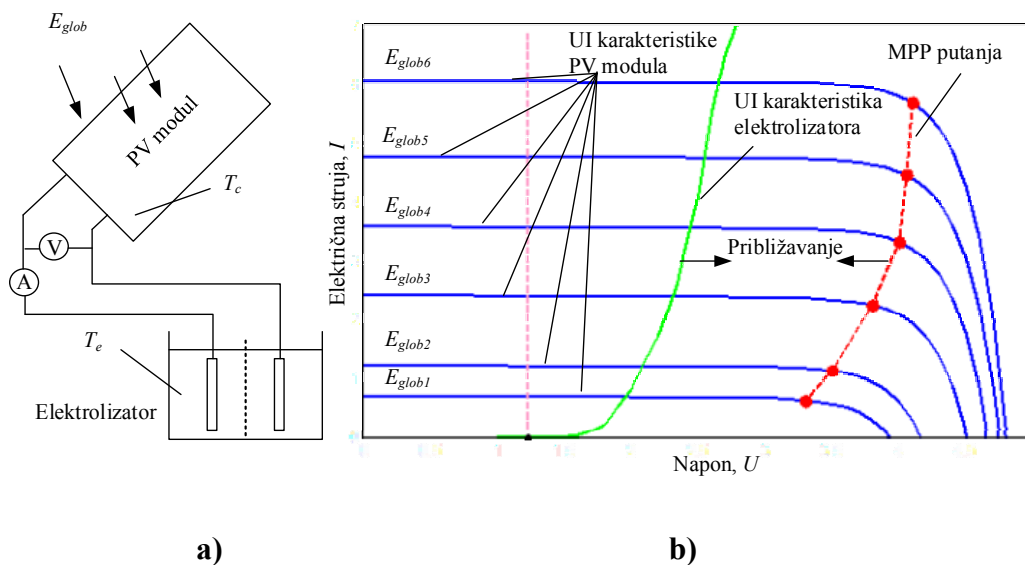 E_glob
PV modul
T_c
V
A
T_e
Elektrolizator
a)
Električna struja, I
E_glob6
E_glob5
E_glob4
E_glob3
E_glob2
E_glob1
UI karakteristike
PV modula
MPP putanja
UI karakteristika
elektrolizatora
Približavanje
Napon, U
b)